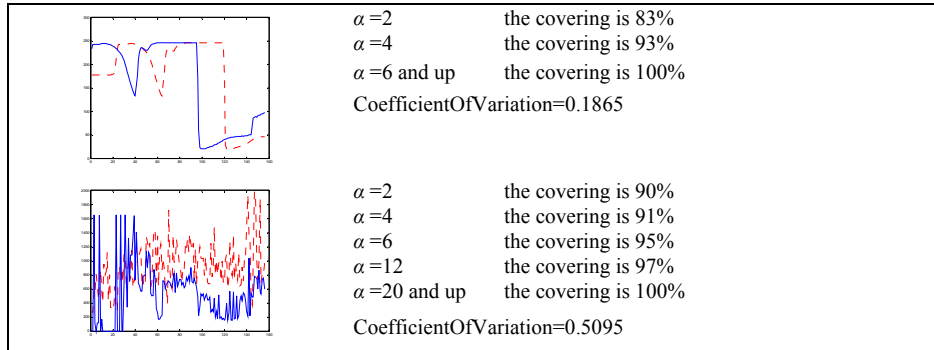 α =2 the covering is 83%
α =4 the covering is 93%
α =6 and up the covering is 100%
CoefficientOfVariation=0.1865
α =2 the covering is 90%
α =4 the covering is 91%
α =6 the covering is 95%
α =12 the covering is 97%
α =20 and up the covering is 100%
CoefficientOfVariation=0.5095